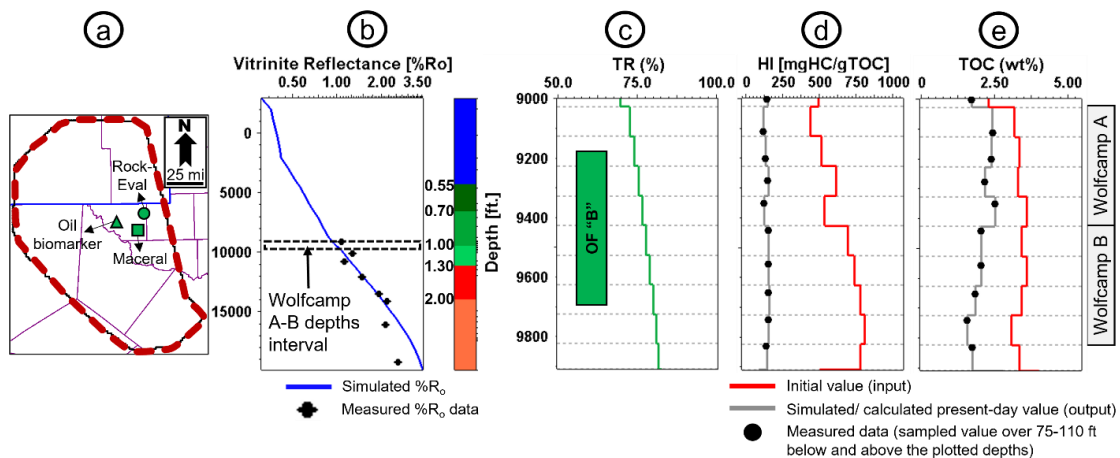 a
N
25 mi
Rock-
Eval
Oil
biomarker
Maceral
b
Vitrinite Reflectance [%Ro]
0.50 1.00 2.00 3.50
0
5000
10000
15000
0.55
0.70
1.00
1.30
2.00
Depth [ft.]
Wolfcamp
A-B depths
interval
Simulated %Ro
Measured %Ro data
c
TR (%)
50.0 75.0 100.0
9000
9200
9400
9600
9800
OF "B"
d
HI [mgHC/gTOC]
0 250 500 750 1000
e
TOC (wt%)
0.0 2.50 5.00
Wolfcamp A
Wolfcamp B
Initial value (input)
Simulated/ calculated present-day value (output)
Measured data (sampled value over 75-110 ft
below and above the plotted depths)